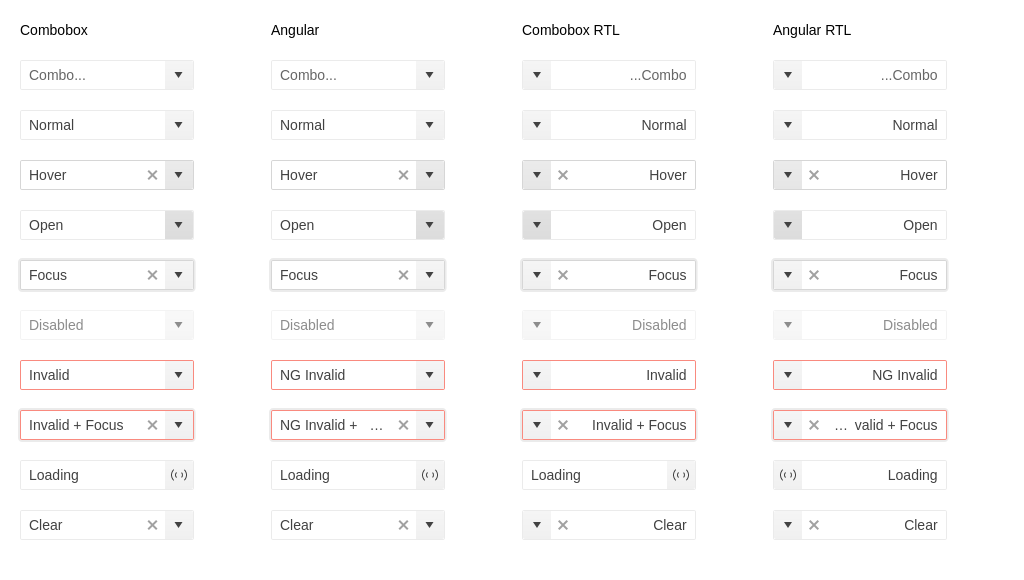 Combobox Angular Combobox RTL Angular RTL
Combo... Combo... ...Combo ...Combo
Normal Normal Normal Normal
Hover Hover Hover Hover
Open Open Open Open
Focus Focus Focus Focus
Disabled Disabled Disabled Disabled
Invalid NG Invalid Invalid NG Invalid
Invalid + Focus NG Invalid + ... Invalid + Focus ... valid + Focus
Loading Loading Loading Loading
Clear Clear Clear Clear